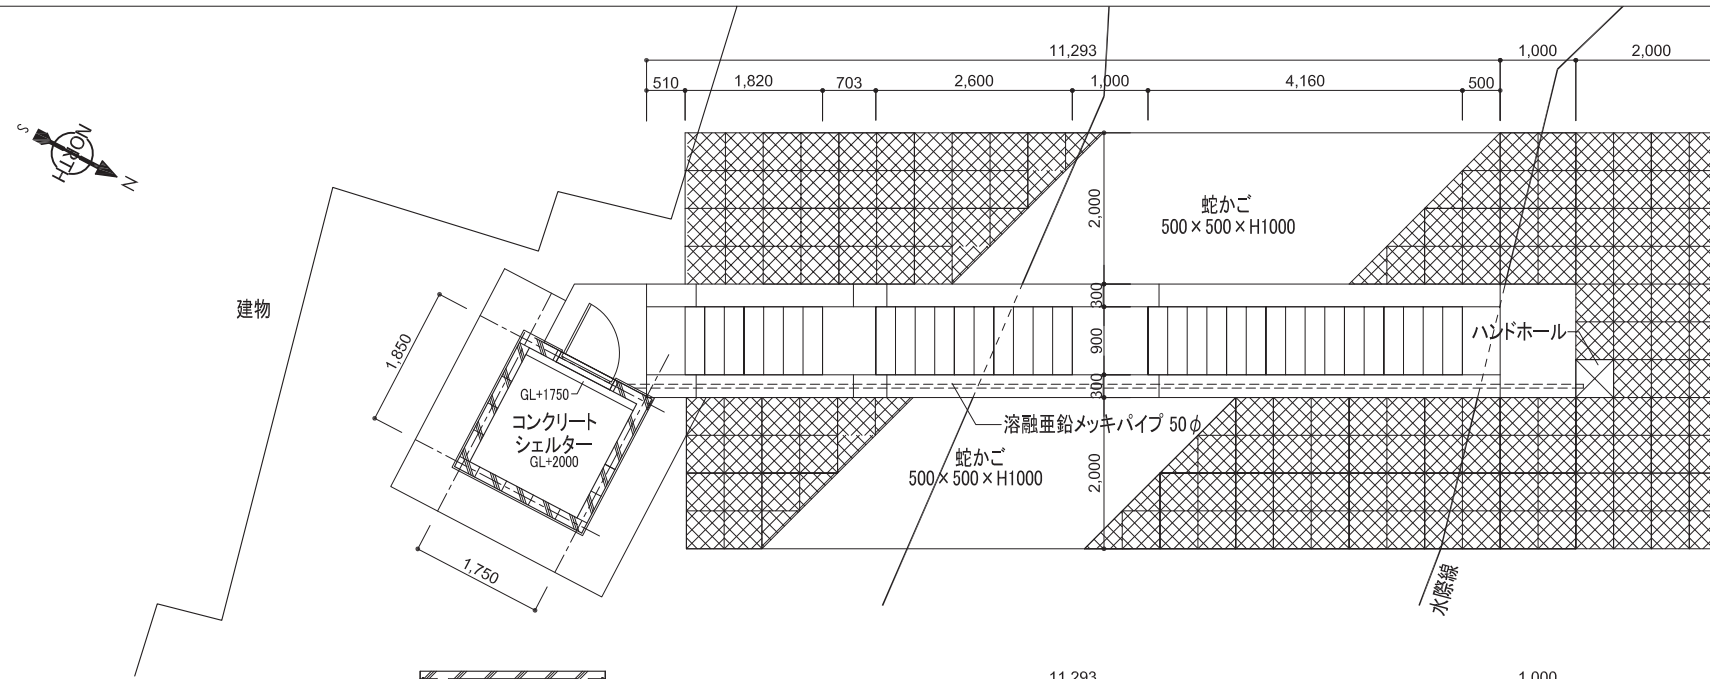 11,293
1,000
2,000
510
1,820
703
2,600
1,000
4,160
500
S
NORTH
N
2,000
蛇かご
500×500×H1000
建物
300
900
300
ハンドホール
1,850
GL+1750
コンクリート
シェルター
GL+2000
溶融亜鉛メッキパイプ 50φ
蛇かご
500×500×H1000
2,000
1,750
水際線
11,293
1,000